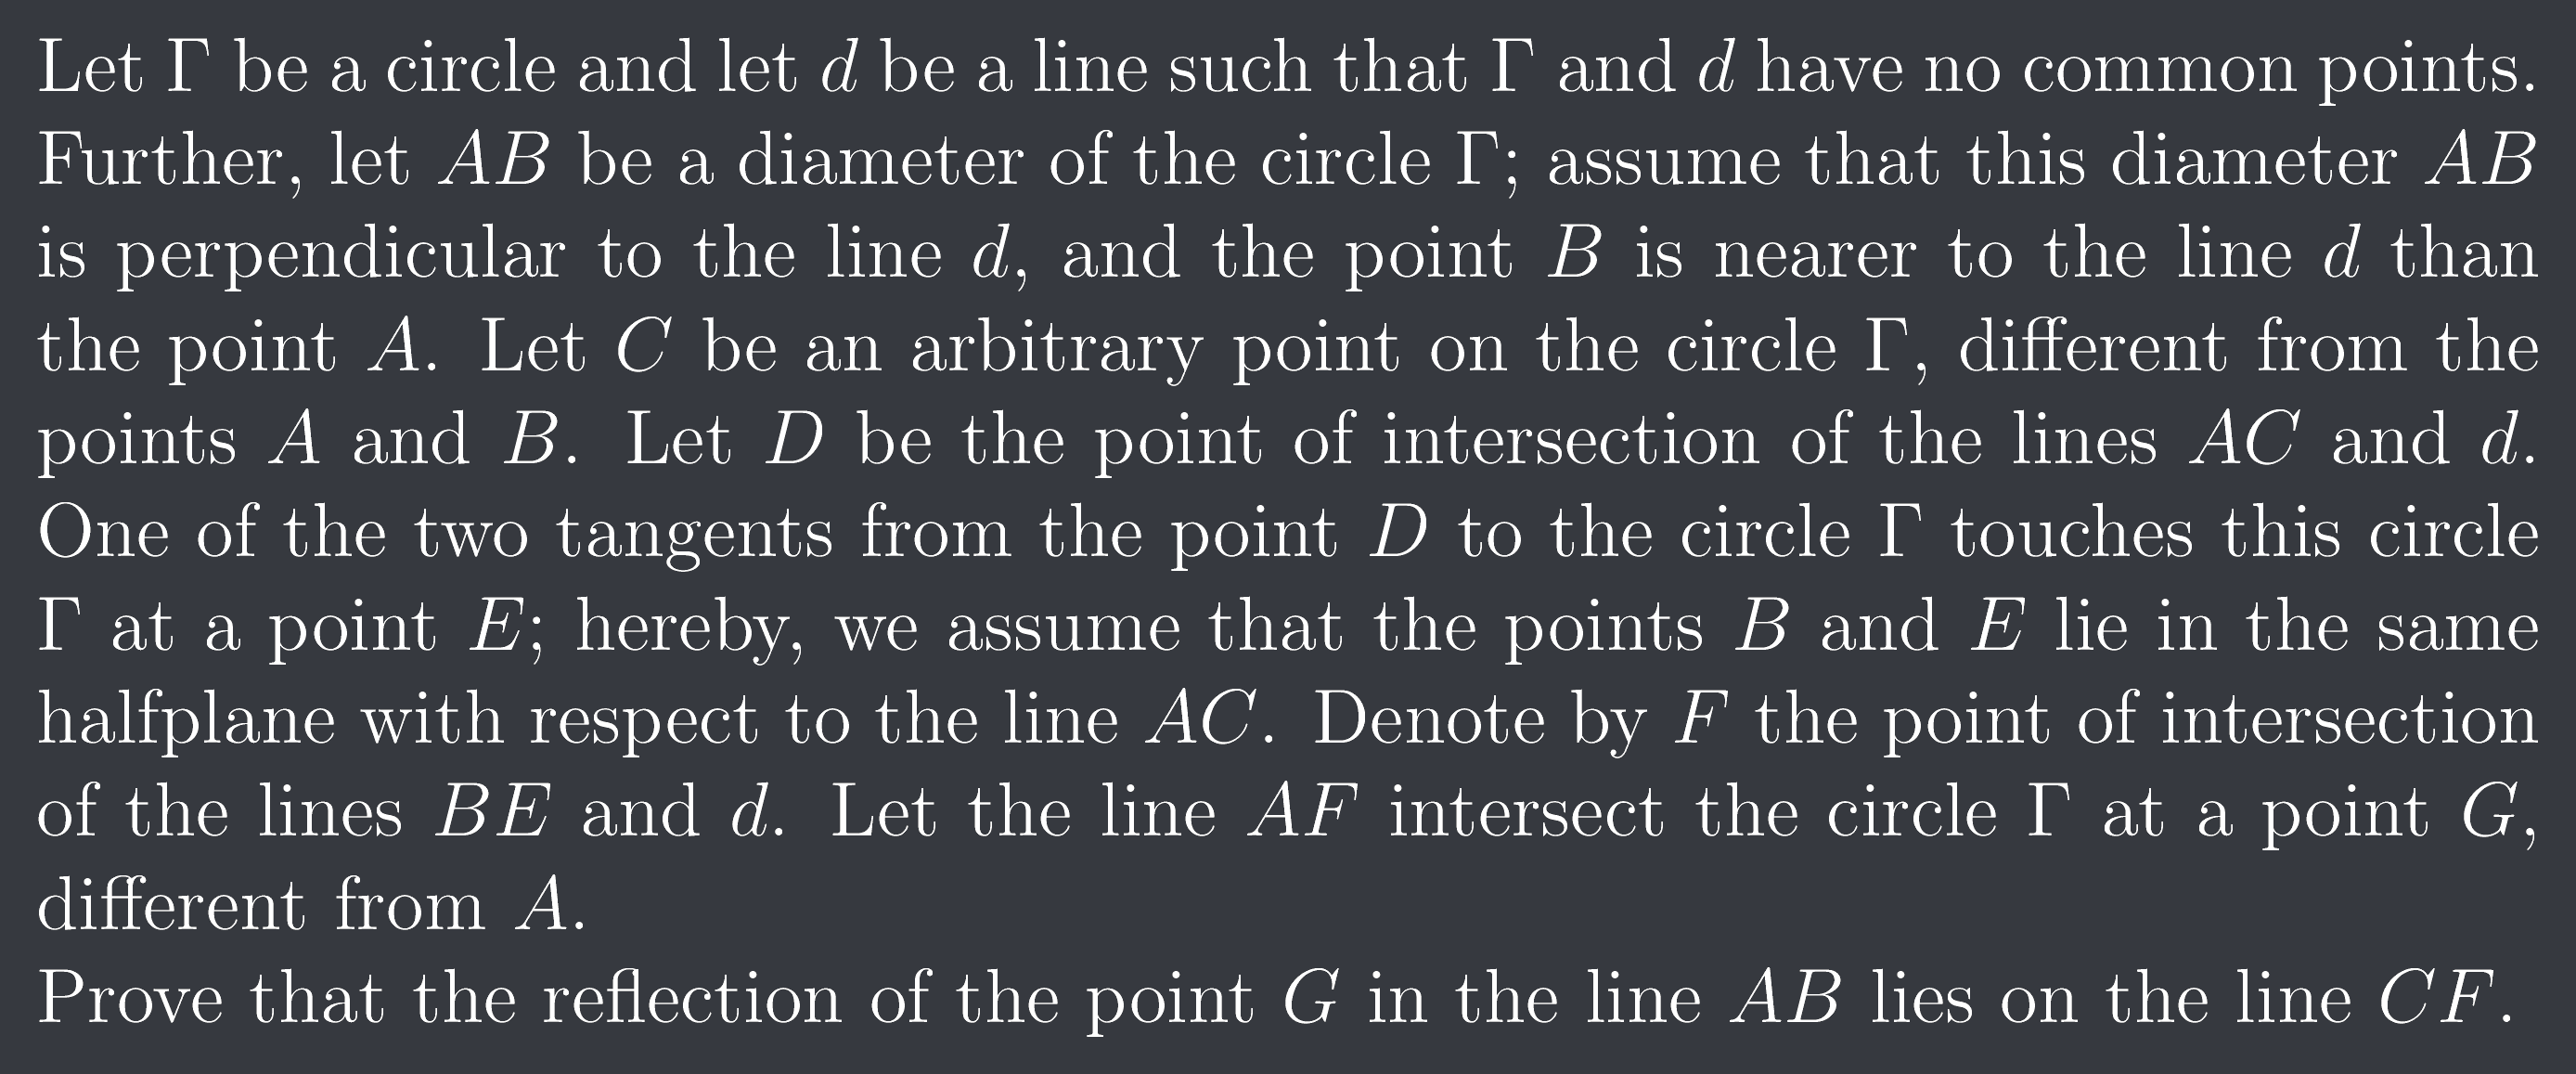 Let Γ be a circle and let d be a line such that Γ and d have no common points.
Further, let AB be a diameter of the circle Γ; assume that this diameter AB
is perpendicular to the line d, and the point B is nearer to the line d than
the point A. Let C be an arbitrary point on the circle Γ, different from the
points A and B. Let D be the point of intersection of the lines AC and d.
One of the two tangents from the point D to the circle Γ touches this circle
Γ at a point E; hereby, we assume that the points B and E lie in the same
halfplane with respect to the line AC. Denote by F the point of intersection
of the lines BE and d. Let the line AF intersect the circle Γ at a point G,
different from A.
Prove that the reflection of the point G in the line AB lies on the line CF.